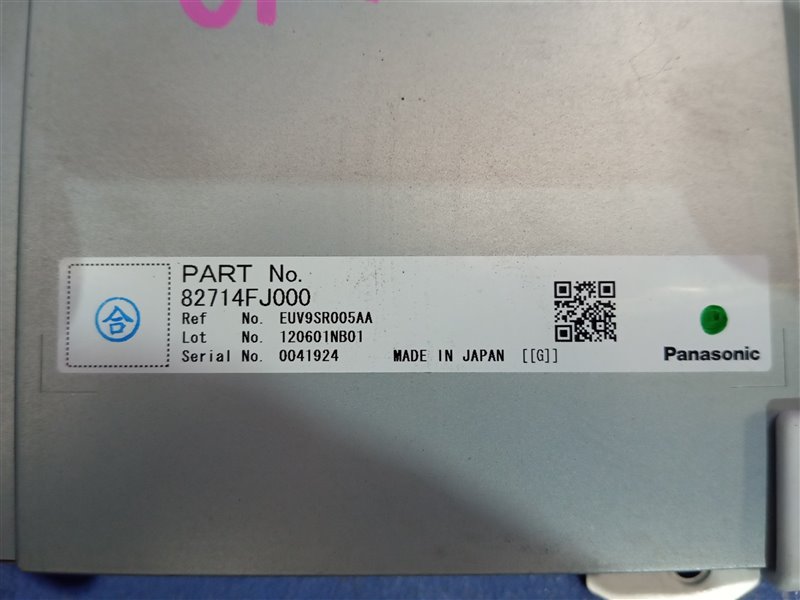 PART No.
82714FJ000
Ref No. EUV9SR005AA
Lot No. 120601NB01
Serial No. 0041924 MADE IN JAPAN [[G]]
合
Panasonic